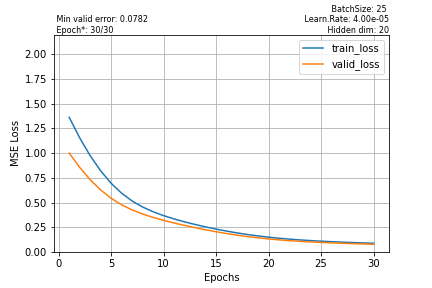 BatchSize: 25
Min valid error: 0.0782
Learn.Rate: 4.00e-05
Epoch*: 30/30
Hidden dim: 20
train_loss
valid_loss
2.00
1.75
1.50
1.25
1.00
0.75
0.50
0.25
0.00
MSE Loss
0 5 10 15 20 25 30
Epochs